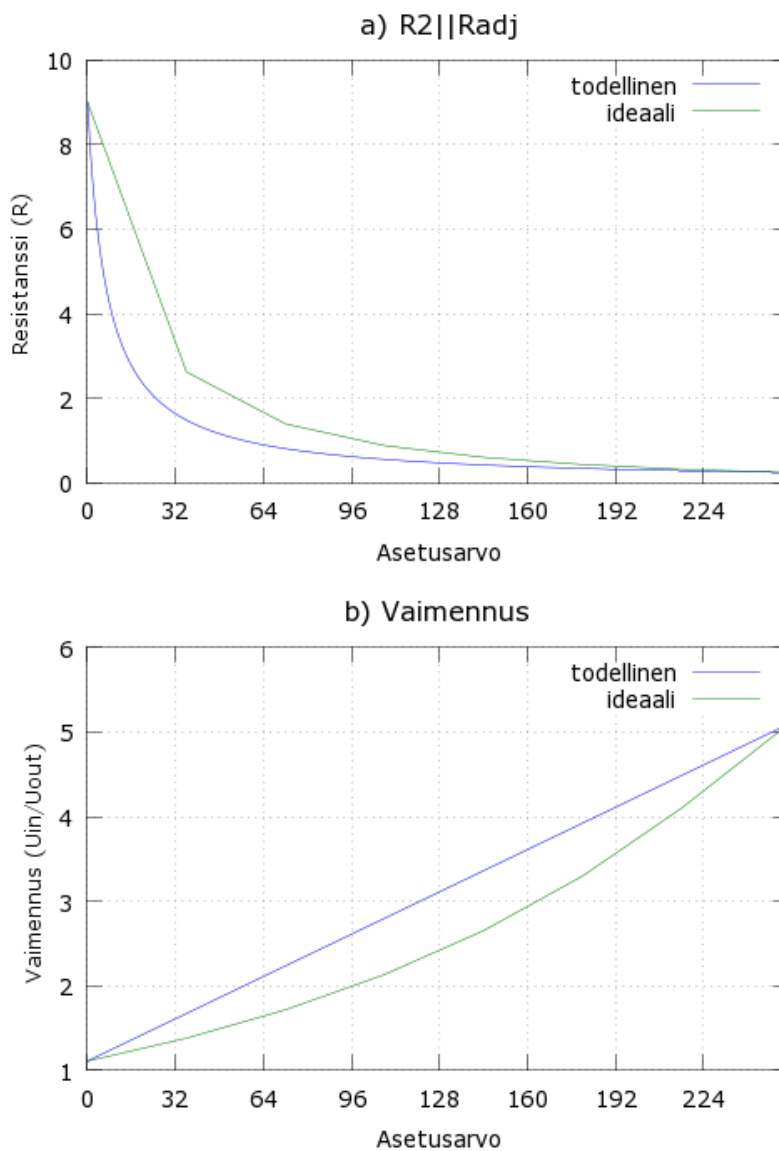 a) R2||Radj
10
8
6
4
2
0
Resistanssi (R)
todellinen
ideaali
0 32 64 96 128 160 192 224
Asetusarvo
b) Vaimennus
6
5
4
3
2
1
Vaimennus (Uin/Uout)
todellinen
ideaali
0 32 64 96 128 160 192 224
Asetusarvo